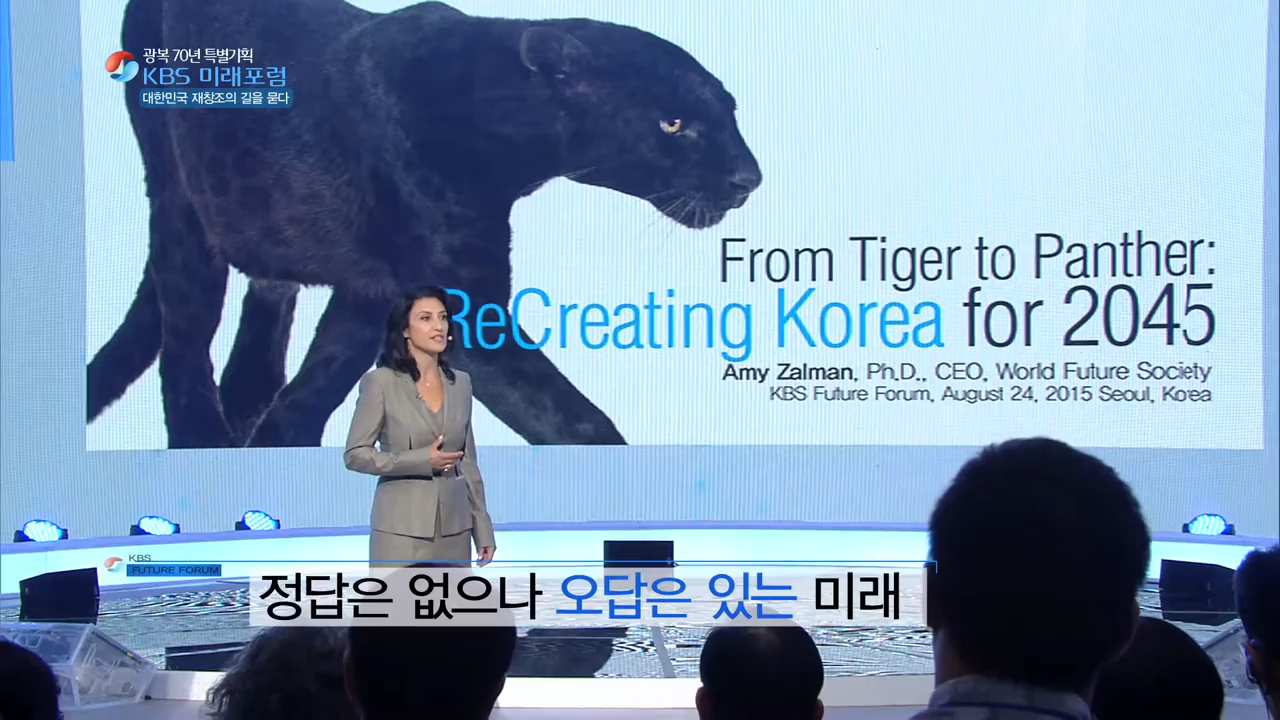 광복 70년 특별기획
KBS 미래포럼
대한민국 재창조의 길을 묻다
From Tiger to Panther:
ReCreating Korea for 2045
Amy Zalman, Ph.D., CEO, World Future Society
KBS Future Forum, August 24, 2015 Seoul, Korea
KBS
FUTURE FORUM
정답은 없으나 오답은 있는 미래